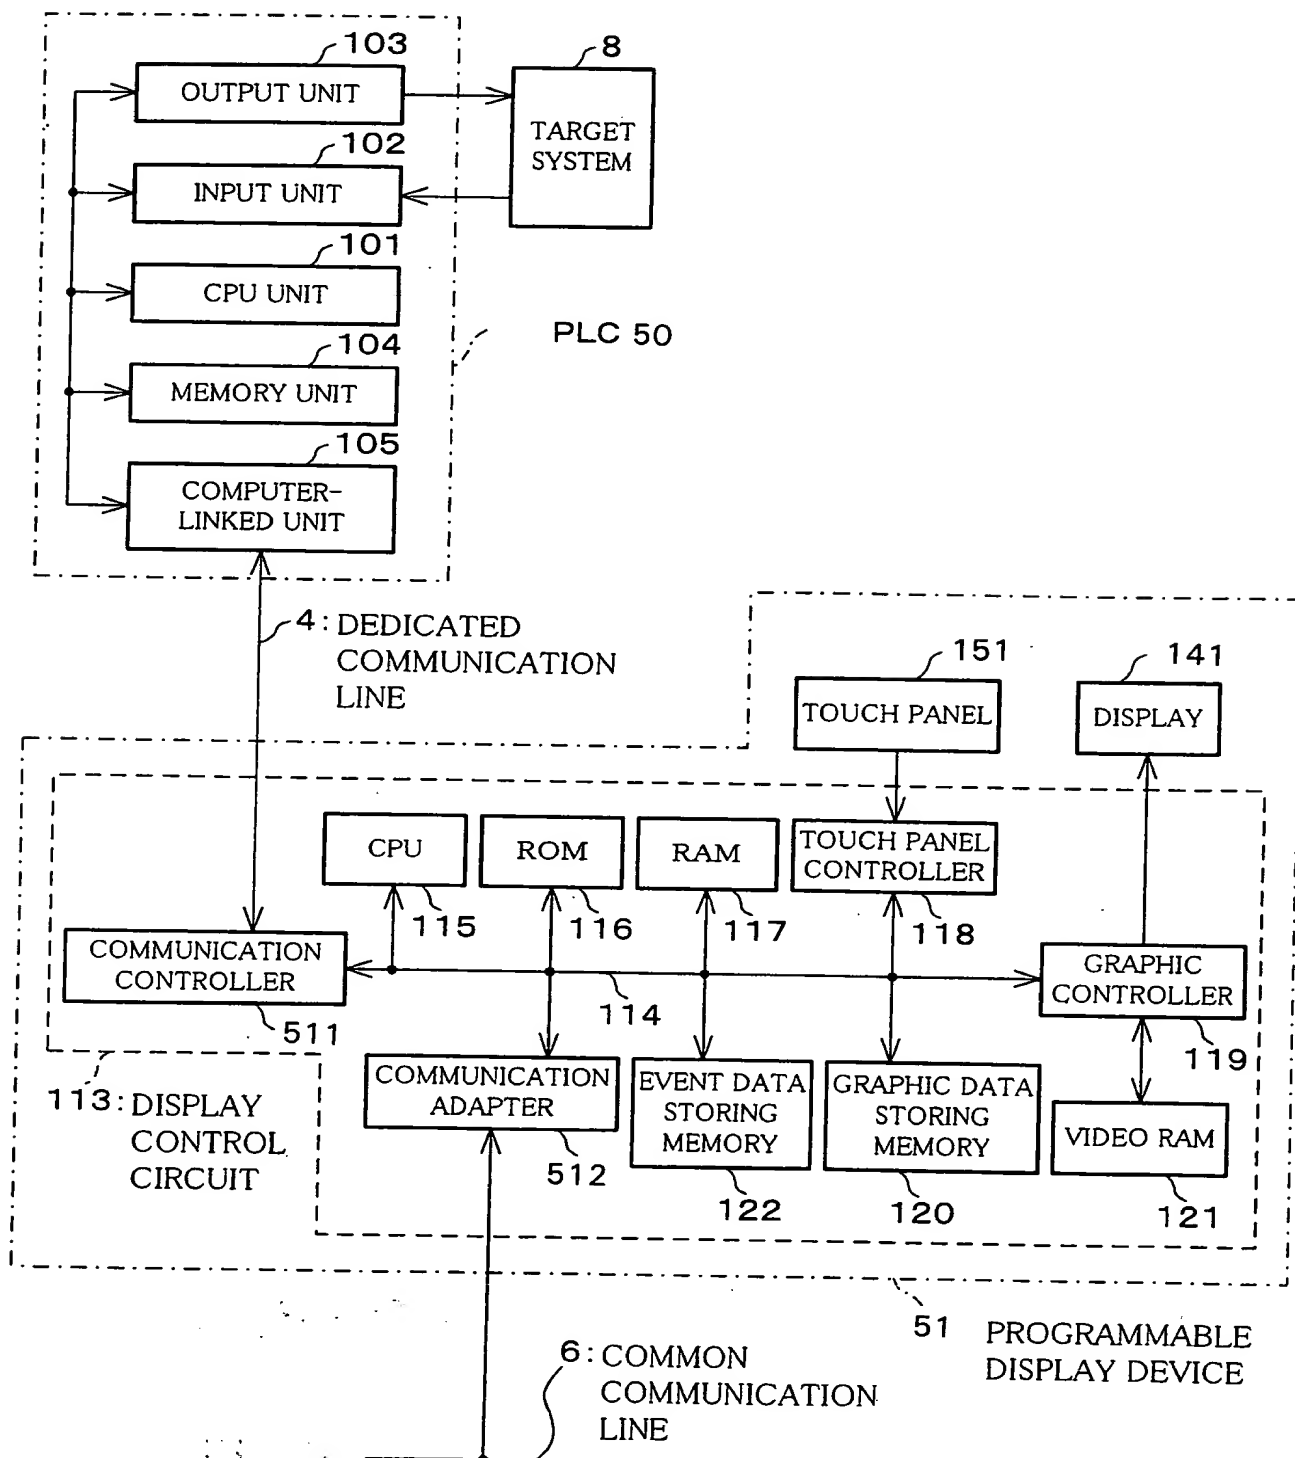 103
8
OUTPUT UNIT
TARGET
SYSTEM
102
INPUT UNIT
101
CPU UNIT
PLC 50
104
MEMORY UNIT
105
COMPUTER-
LINKED UNIT
4: DEDICATED
COMMUNICATION
LINE
151
141
TOUCH PANEL
DISPLAY
CPU
ROM
RAM
TOUCH PANEL
CONTROLLER
115
116
117
118
COMMUNICATION
CONTROLLER
GRAPHIC
CONTROLLER
511
114
119
113: DISPLAY
CONTROL
CIRCUIT
COMMUNICATION
ADAPTER
EVENT DATA
STORING
MEMORY
GRAPHIC DATA
STORING
MEMORY
VIDEO RAM
512
122
120
121
51 PROGRAMMABLE
DISPLAY DEVICE
6: COMMON
COMMUNICATION
LINE